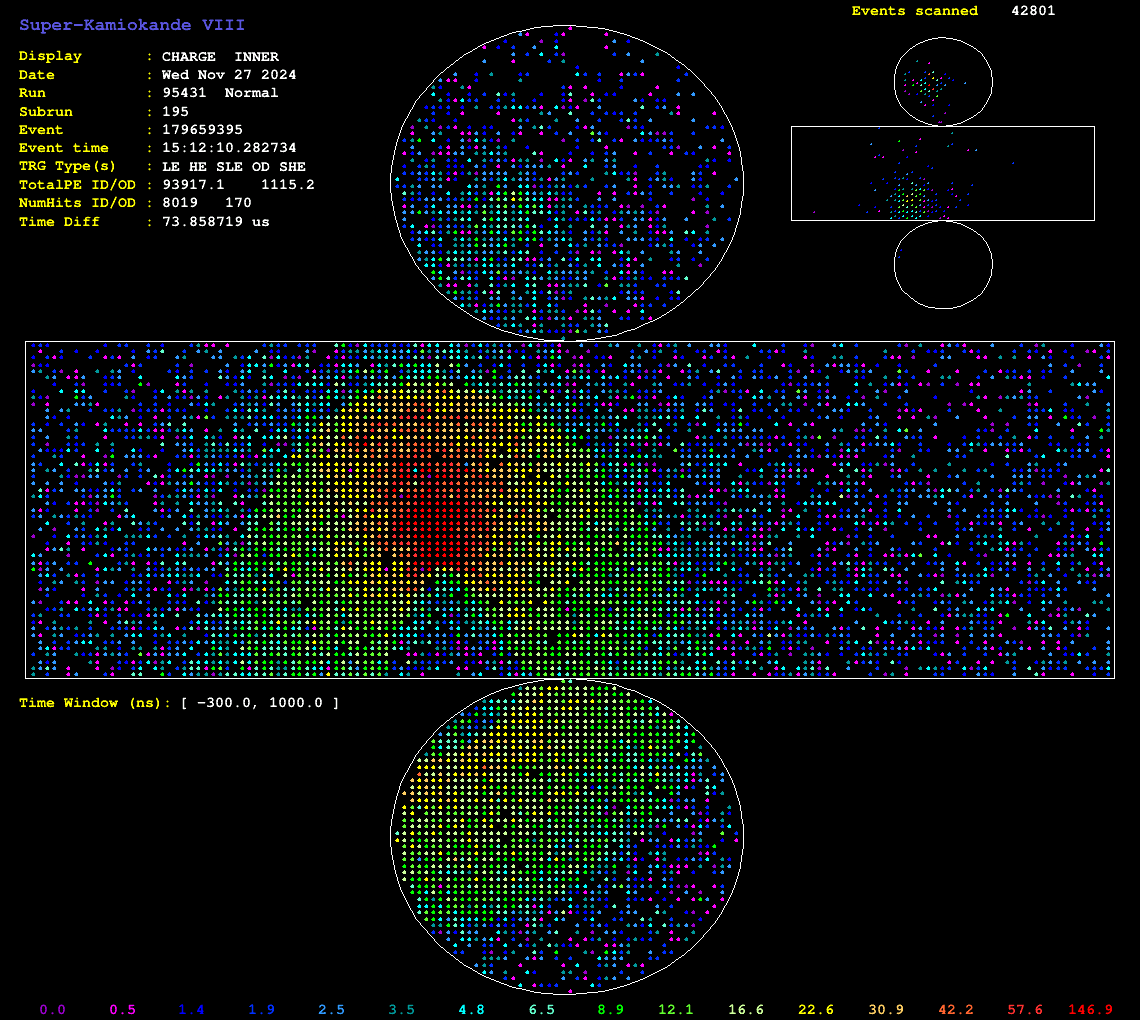 Super-Kamiokande VIII
Events scanned 42801
Display : CHARGE INNER
Date : Wed Nov 27 2024
Run : 95431 Normal
Subrun : 195
Event : 179659395
Event time : 15:12:10.282734
TRG Type(s) : LE HE SLE OD SHE
TotalPE ID/OD : 93917.1 1115.2
NumHits ID/OD : 8019 170
Time Diff : 73.858719 us
Time Window (ns): [ -300.0, 1000.0 ]
0.0 0.5 1.4 1.9 2.5 3.5 4.8 6.5 8.9 12.1 16.6 22.6 30.9 42.2 57.6 146.9